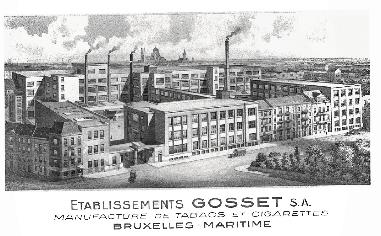 ETABLISSEMENTS GOSSET S.A.
MANUFACTURE DE TABACS ET CIGARETTES
BRUXELLES-MARITIME